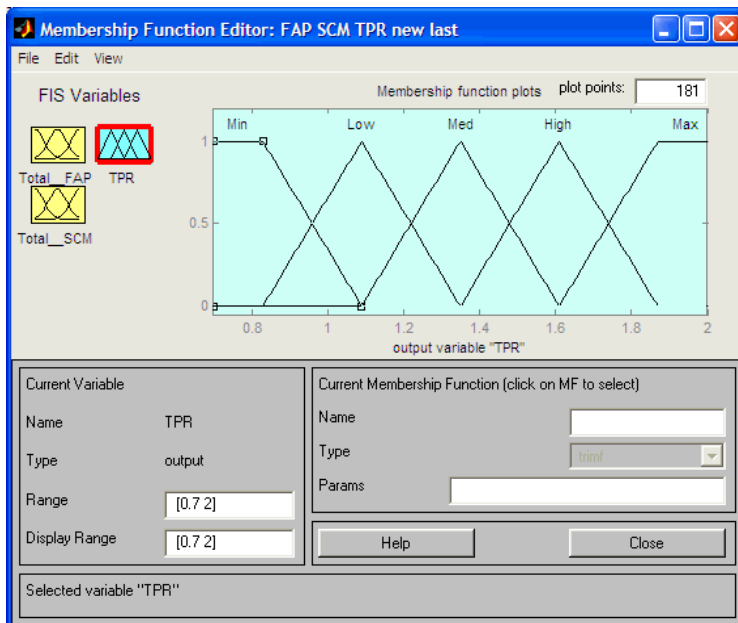 Membership Function Editor: FAP SCM TPR new last
File Edit View
FIS Variables
Membership function plots plot points: 181
Total__FAP TPR
Total__SCM
Min Low Med High Max
1
0.5
0
0.8 1 1.2 1.4 1.6 1.8 2
output variable "TPR"
Current Variable
Name TPR
Type output
Range [0.7 2]
Display Range [0.7 2]
Current Membership Function (click on MF to select)
Name
Type trimf
Params
Help Close
Selected variable "TPR"